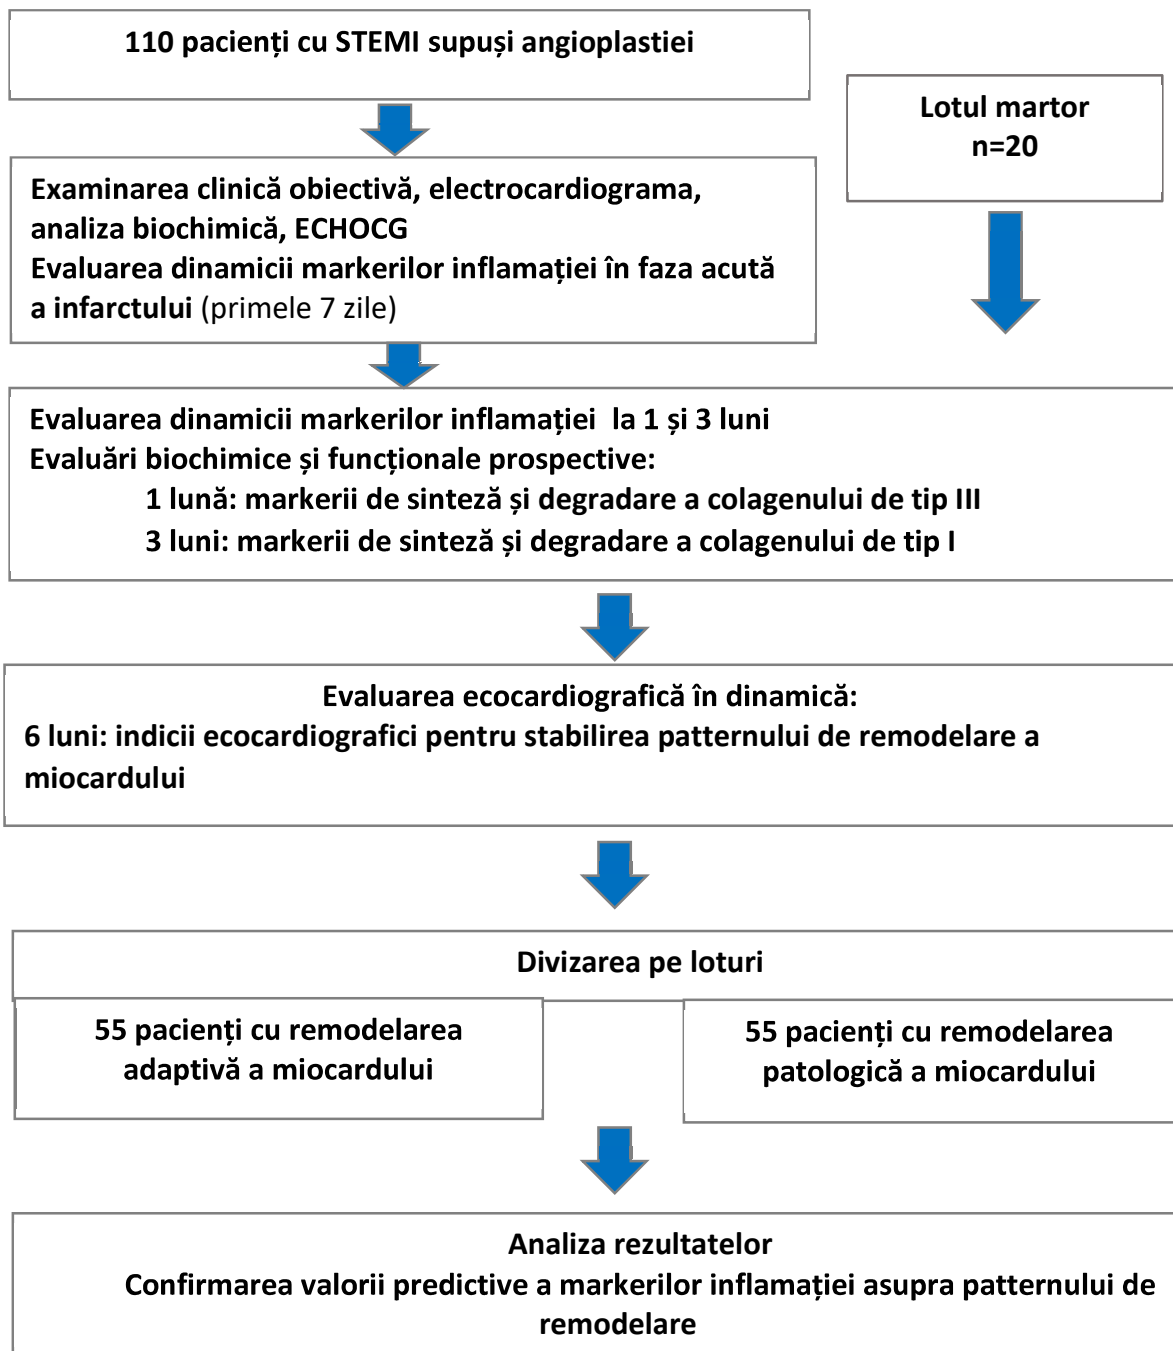 110 pacienți cu STEMI supuși angioplastiei
Lotul martor
n=20
Examinarea clinică obiectivă, electrocardiograma,
analiza biochimică, ECHOCG
Evaluarea dinamicii markerilor inflamației în faza acută
a infarctului (primele 7 zile)
Evaluarea dinamicii markerilor inflamației la 1 și 3 luni
Evaluări biochimice și funcționale prospective:
1 lună: markerii de sinteză și degradare a colagenului de tip III
3 luni: markerii de sinteză și degradare a colagenului de tip I
Evaluarea ecocardiografică în dinamică:
6 luni: indicii ecocardiografici pentru stabilirea patternului de remodelare a
miocardului
Divizarea pe loturi
55 pacienți cu remodelarea
adaptivă a miocardului
55 pacienți cu remodelarea
patologică a miocardului
Analiza rezultatelor
Confirmarea valorii predictive a markerilor inflamației asupra patternului de
remodelare